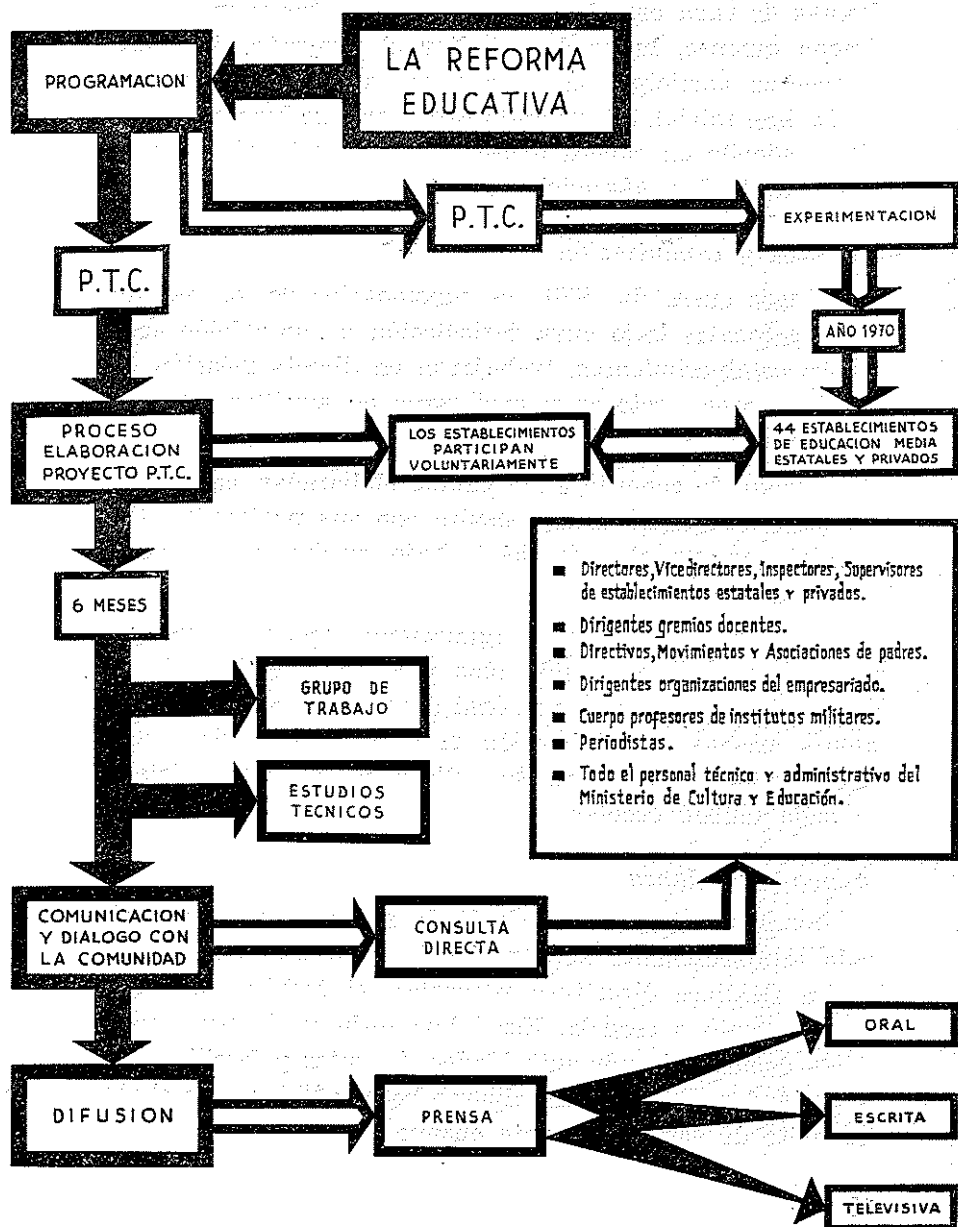 LA REFORMA
EDUCATIVA
PROGRAMACION
P.T.C.
EXPERIMENTACION
P.T.C.
AÑO 1970
PROCESO
ELABORACION
PROYECTO P.T.C.
LOS ESTABLECIMIENTOS
PARTICIPAN
VOLUNTARIAMENTE
44 ESTABLECIMIENTOS
DE EDUCACION MEDIA
ESTATALES Y PRIVADOS
6 MESES
■ Directores, Vicedirectores, Inspectores, Supervisores
de establecimientos estatales y privados.
■ Dirigentes gremios docentes.
■ Directivos, Movimientos y Asociaciones de padres.
■ Dirigentes organizaciones del empresariado.
■ Cuerpo profesores de institutos militares.
■ Periodistas.
■ Todo el personal técnico y administrativo del
Ministerio de Cultura y Educación.
GRUPO DE
TRABAJO
ESTUDIOS
TECNICOS
COMUNICACION
Y DIALOGO CON
LA COMUNIDAD
CONSULTA
DIRECTA
DIFUSION
PRENSA
ORAL
ESCRITA
TELEVISIVA